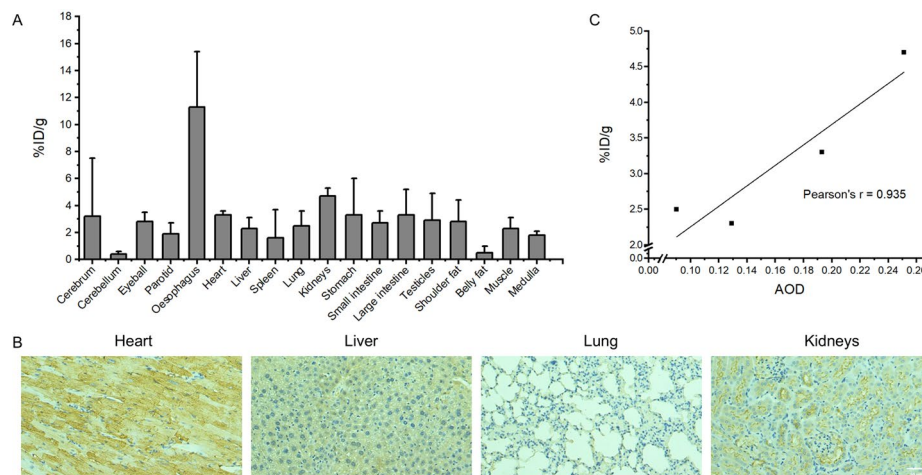 A
%ID/g
18
16
14
12
10
8
6
4
2
0
Cerebrum
Cerebellum
Eyeball
Parotid
Oesophagus
Heart
Liver
Spleen
Lung
Kidneys
Stomach
Small intestine
Large intestine
Testicles
Shoulder fat
Belly fat
Muscle
Medulla
C
%ID/g
5.0
4.5
4.0
3.5
3.0
2.5
2.0
0.0
Pearson's r = 0.935
0.00 0.10 0.12 0.14 0.16 0.18 0.20 0.22 0.24 0.26
AOD
B
Heart Liver Lung Kidneys